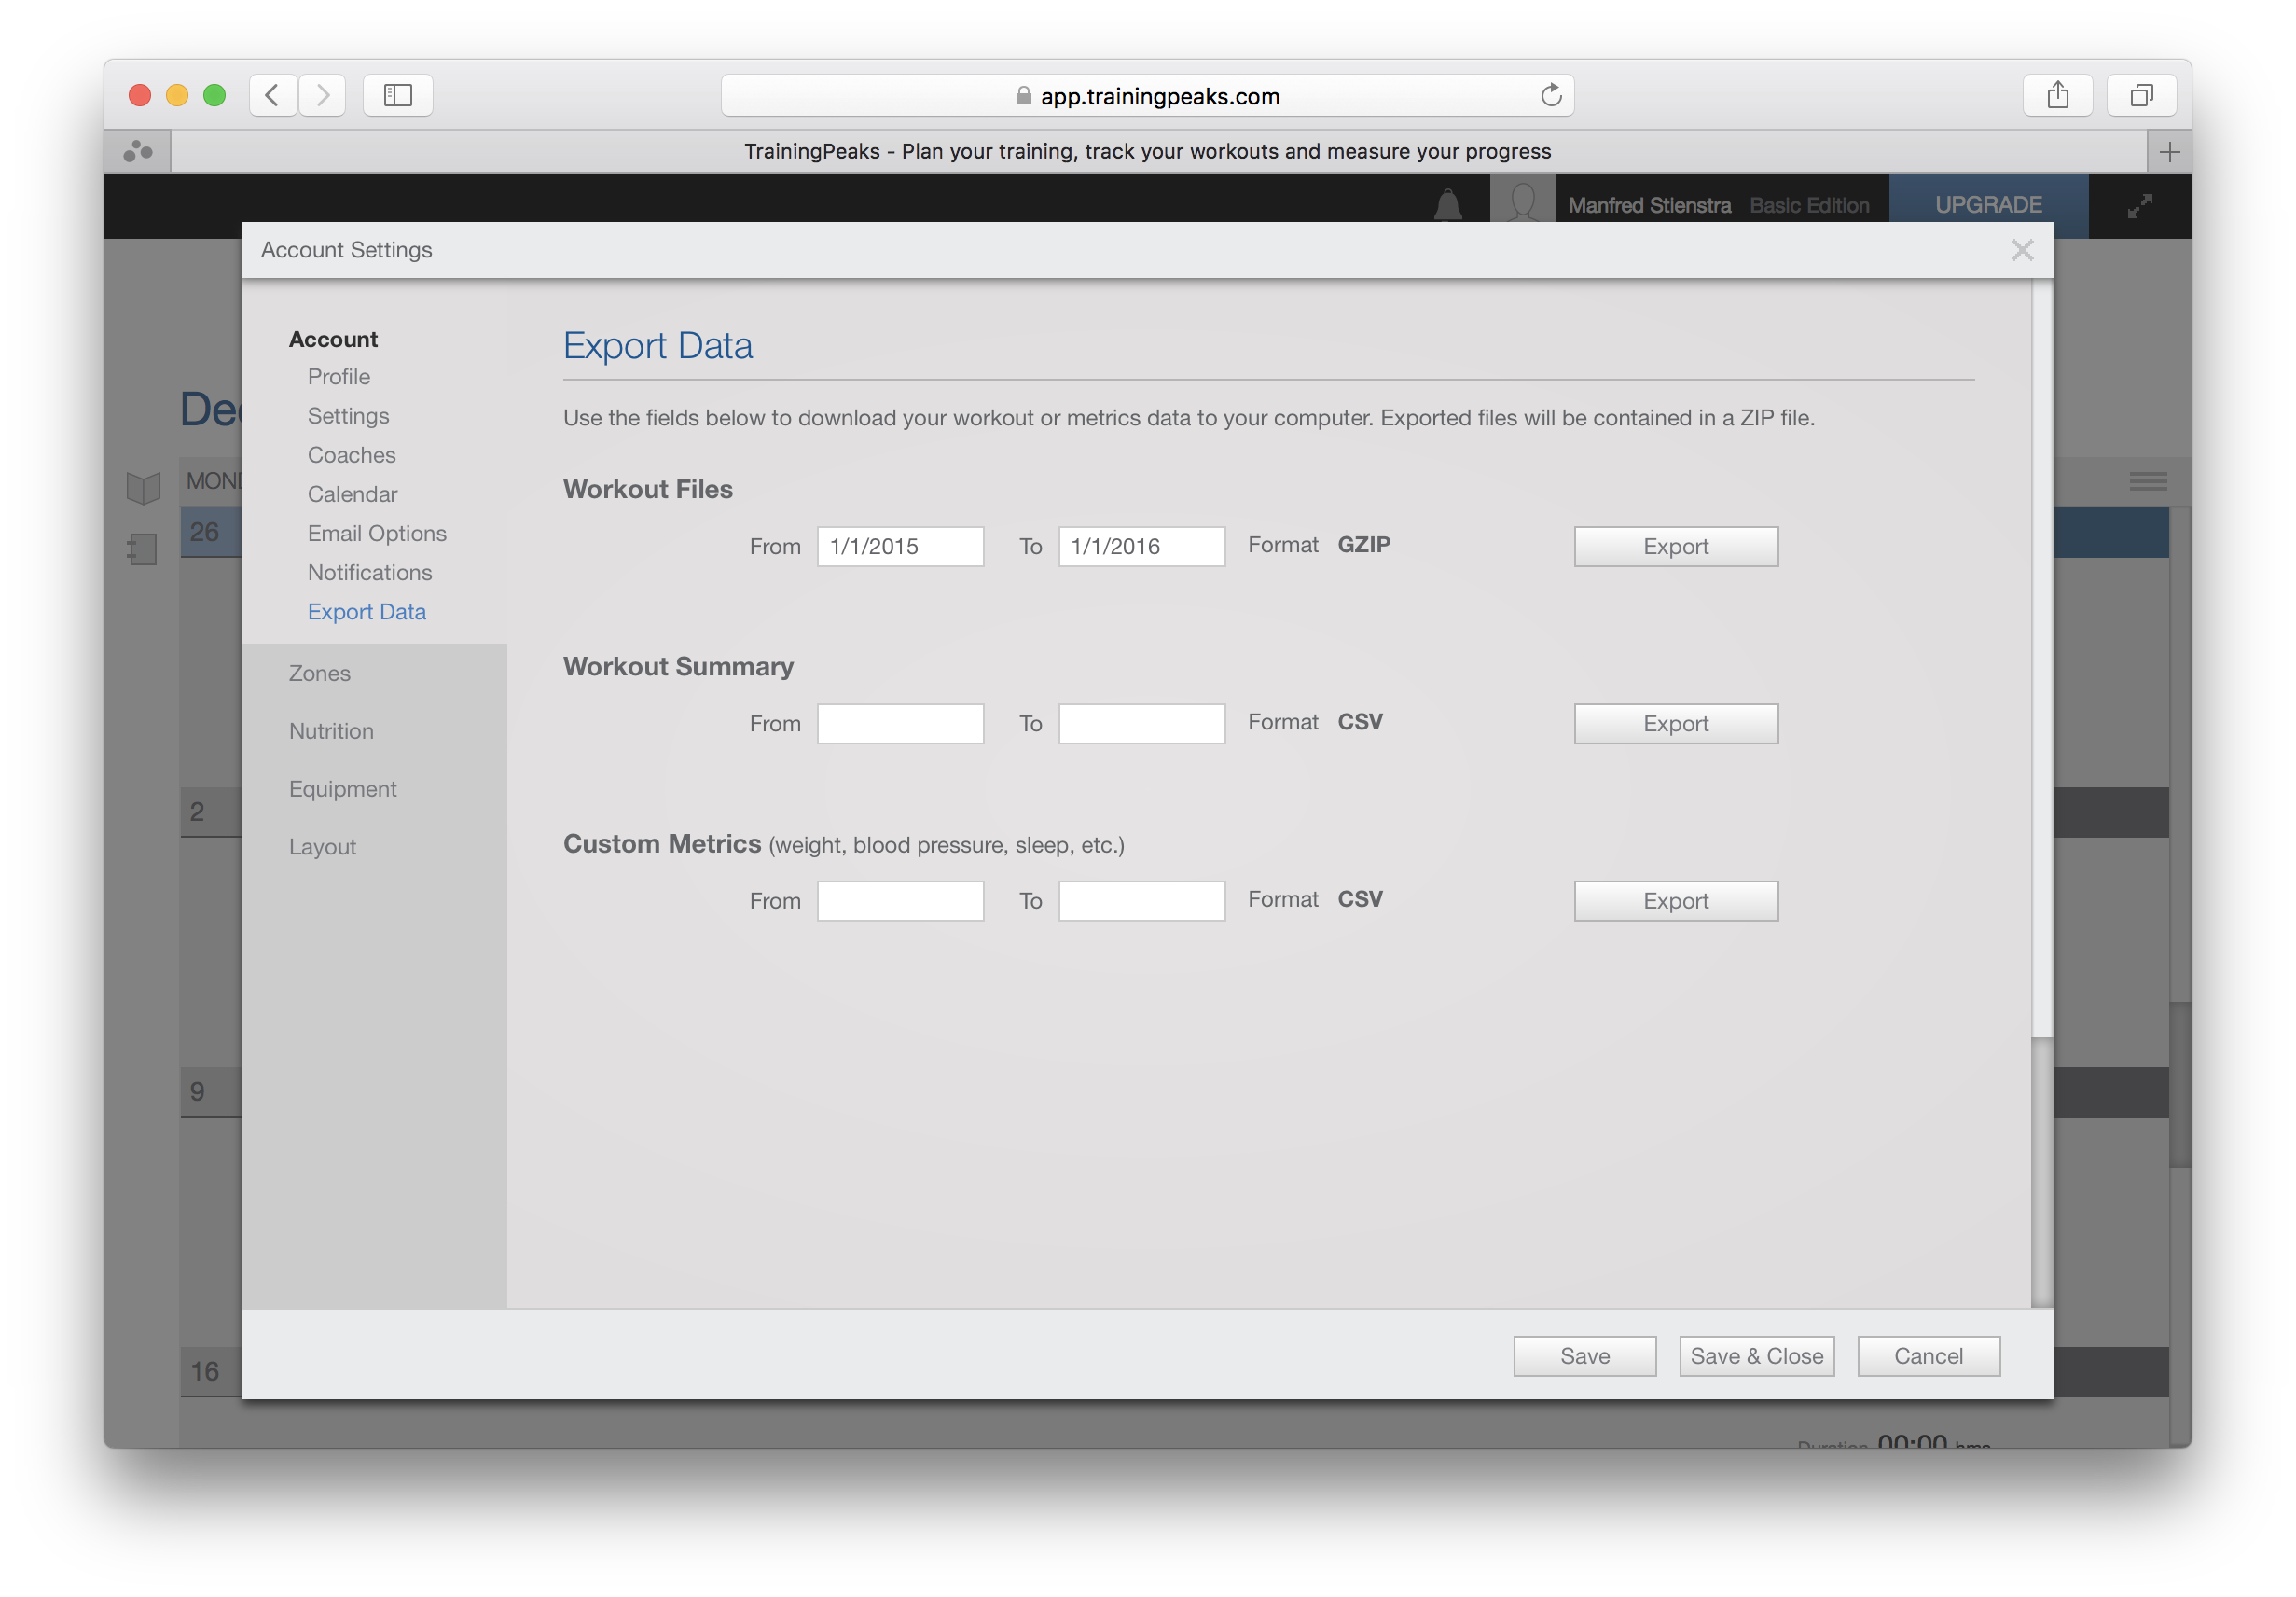 app.trainingpeaks.com
TrainingPeaks - Plan your training, track your workouts and measure your progress
Manfred Stienstra Basic Edition UPGRADE
Account Settings
Account
Profile
Settings
Coaches
Calendar
Email Options
Notifications
Export Data
Zones
Nutrition
Equipment
Layout
Export Data
Use the fields below to download your workout or metrics data to your computer. Exported files will be contained in a ZIP file.
Workout Files
From 1/1/2015 To 1/1/2016 Format GZIP Export
Workout Summary
From To Format CSV Export
Custom Metrics (weight, blood pressure, sleep, etc.)
From To Format CSV Export
Save Save & Close Cancel
26
2
9
16
Duration 00:00 hms